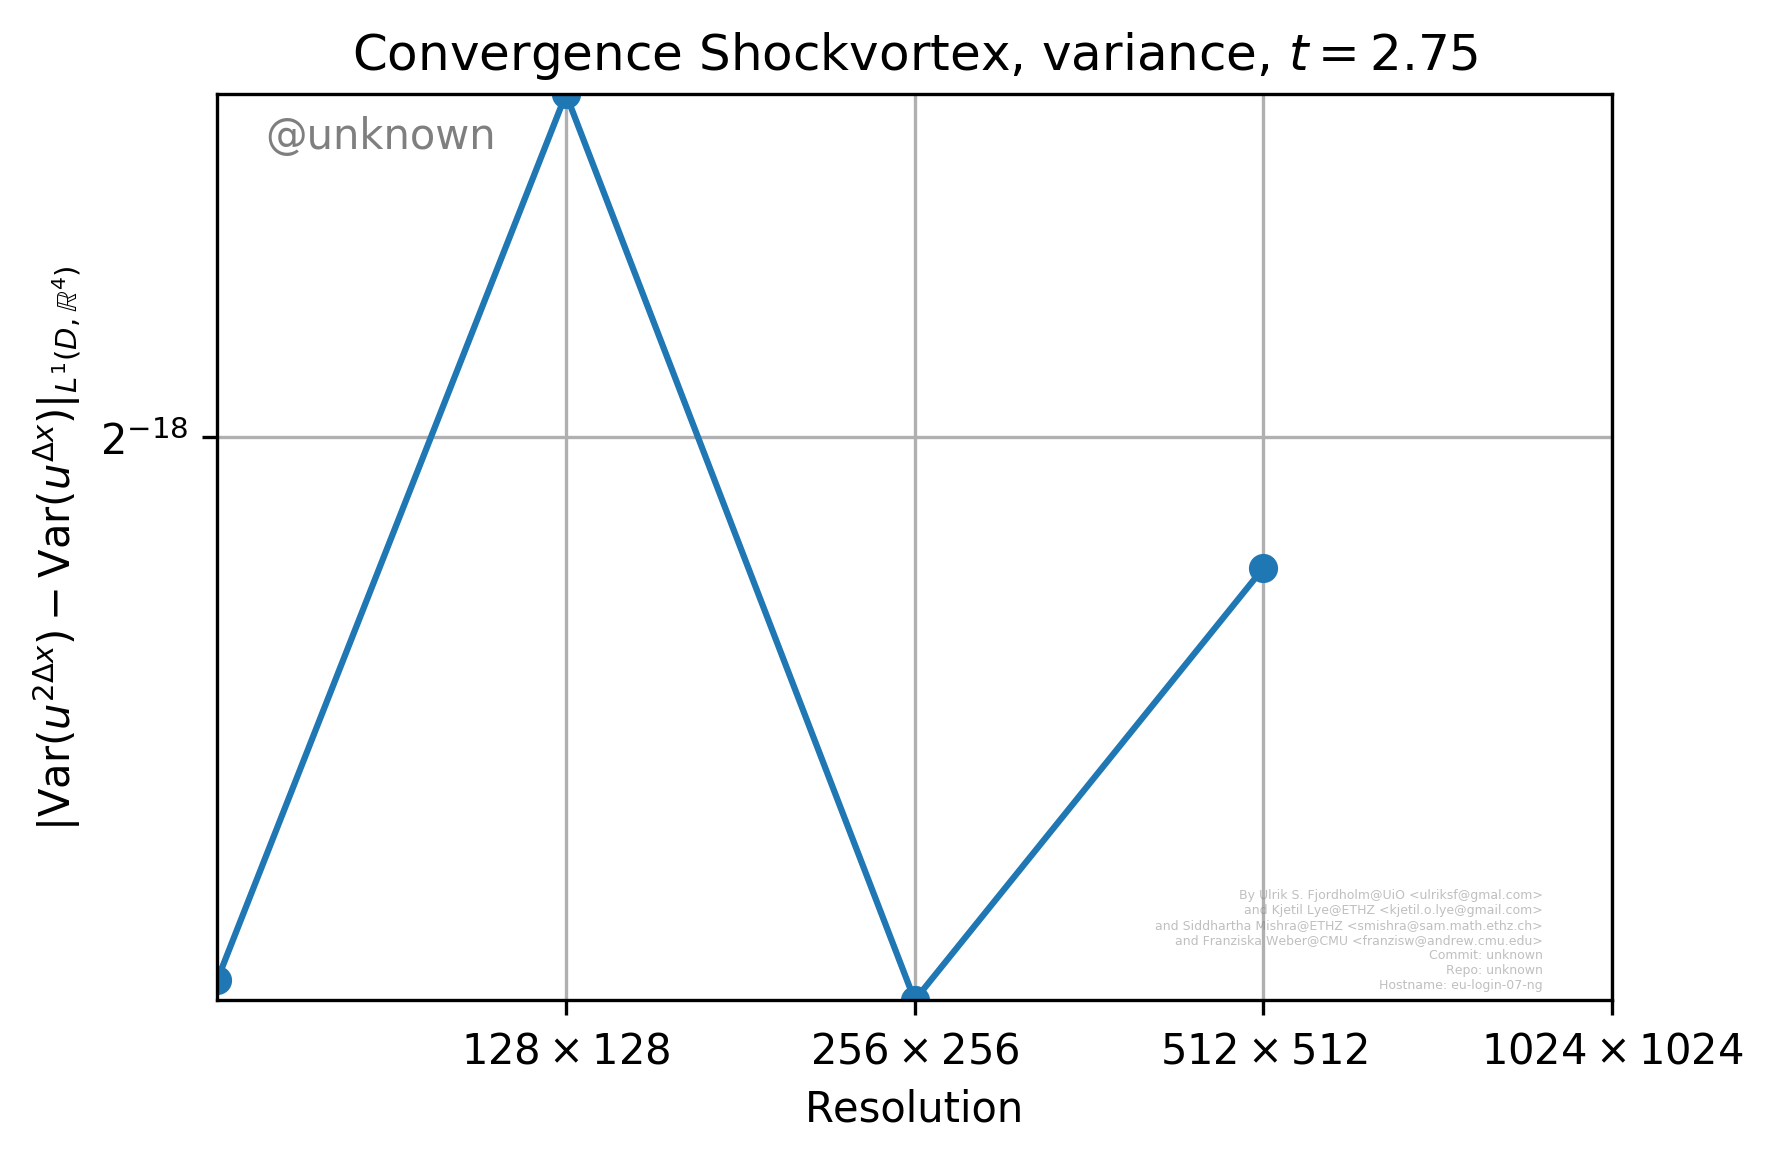 Convergence Shockvortex, variance, t = 2.75
@unknown
|Var(u^{2Δx}) − Var(u^{Δx})|_{L^1(D,ℝ^4)}
2^{−18}
By Ulrik S. Fjordholm@UiO <ulriksf@gmal.com>
and Kjetil Lye@ETHZ <kjetil.o.lye@gmail.com>
and Siddhartha Mishra@ETHZ <smishra@sam.math.ethz.ch>
and Franziska Weber@CMU <franzisw@andrew.cmu.edu>
Commit: unknown
Repo: unknown
Hostname: eu-login-07-ng
128 × 128 256 × 256 512 × 512 1024 × 1024
Resolution